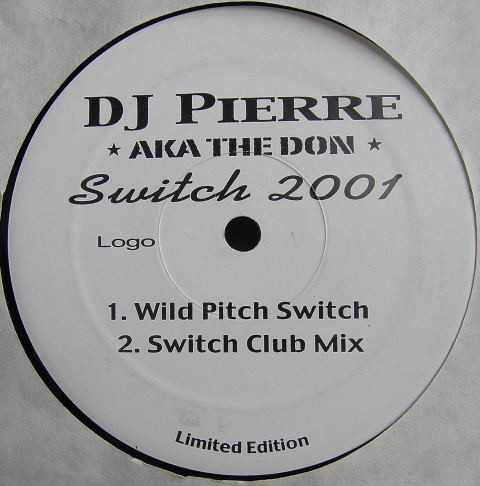 DJ PIERRE
★ AKA THE DON ★
Switch 2001
Logo
1. Wild Pitch Switch
2. Switch Club Mix
Limited Edition